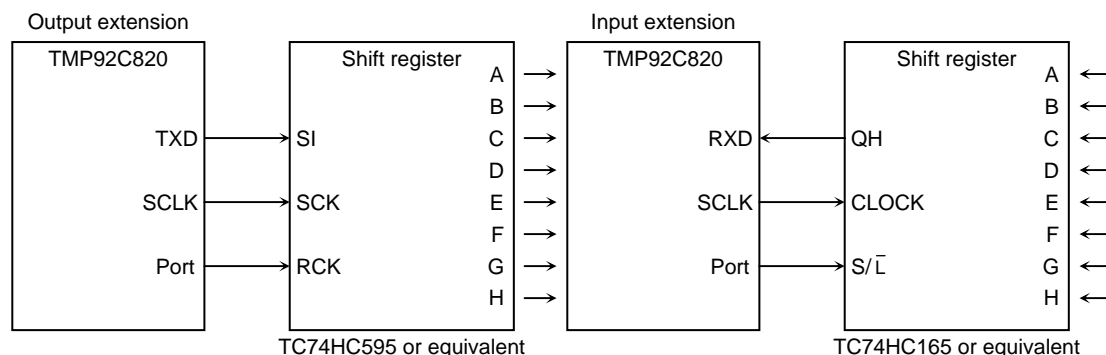 Output extension
TMP92C820
TXD
SCLK
Port
Shift register
SI
SCK
RCK
A
B
C
D
E
F
G
H
TC74HC595 or equivalent
Input extension
TMP92C820
RXD
SCLK
Port
Shift register
QH
CLOCK
S/L̅
A
B
C
D
E
F
G
H
TC74HC165 or equivalent